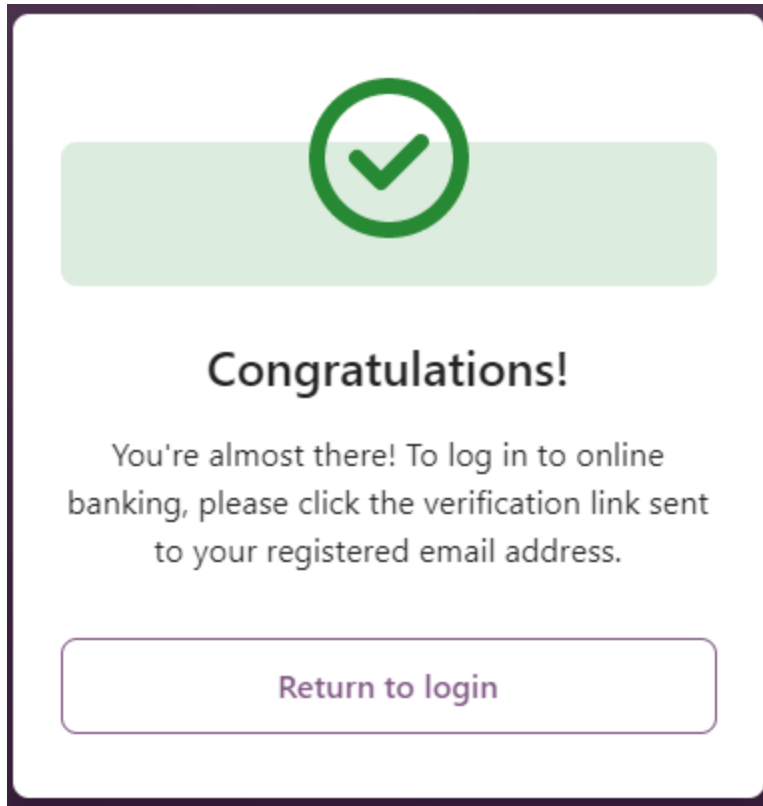 Congratulations!
You're almost there! To log in to online
banking, please click the verification link sent
to your registered email address.
Return to login